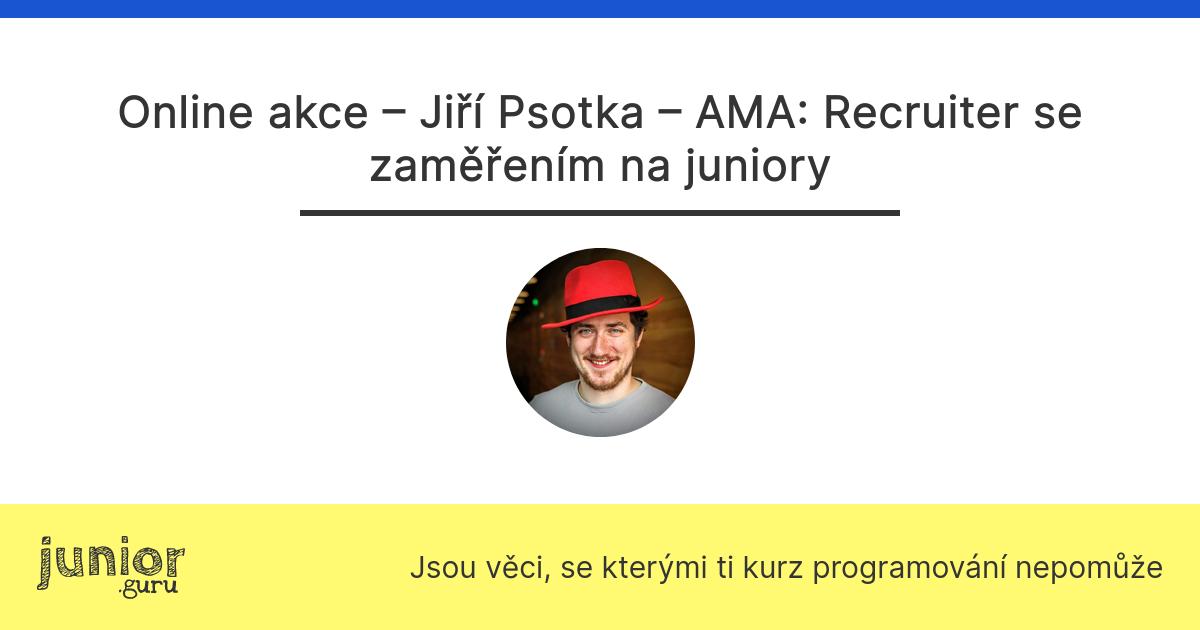 Online akce – Jiří Psotka – AMA: Recruiter se
zaměřením na juniory
junior
.guru
Jsou věci, se kterými ti kurz programování nepomůže